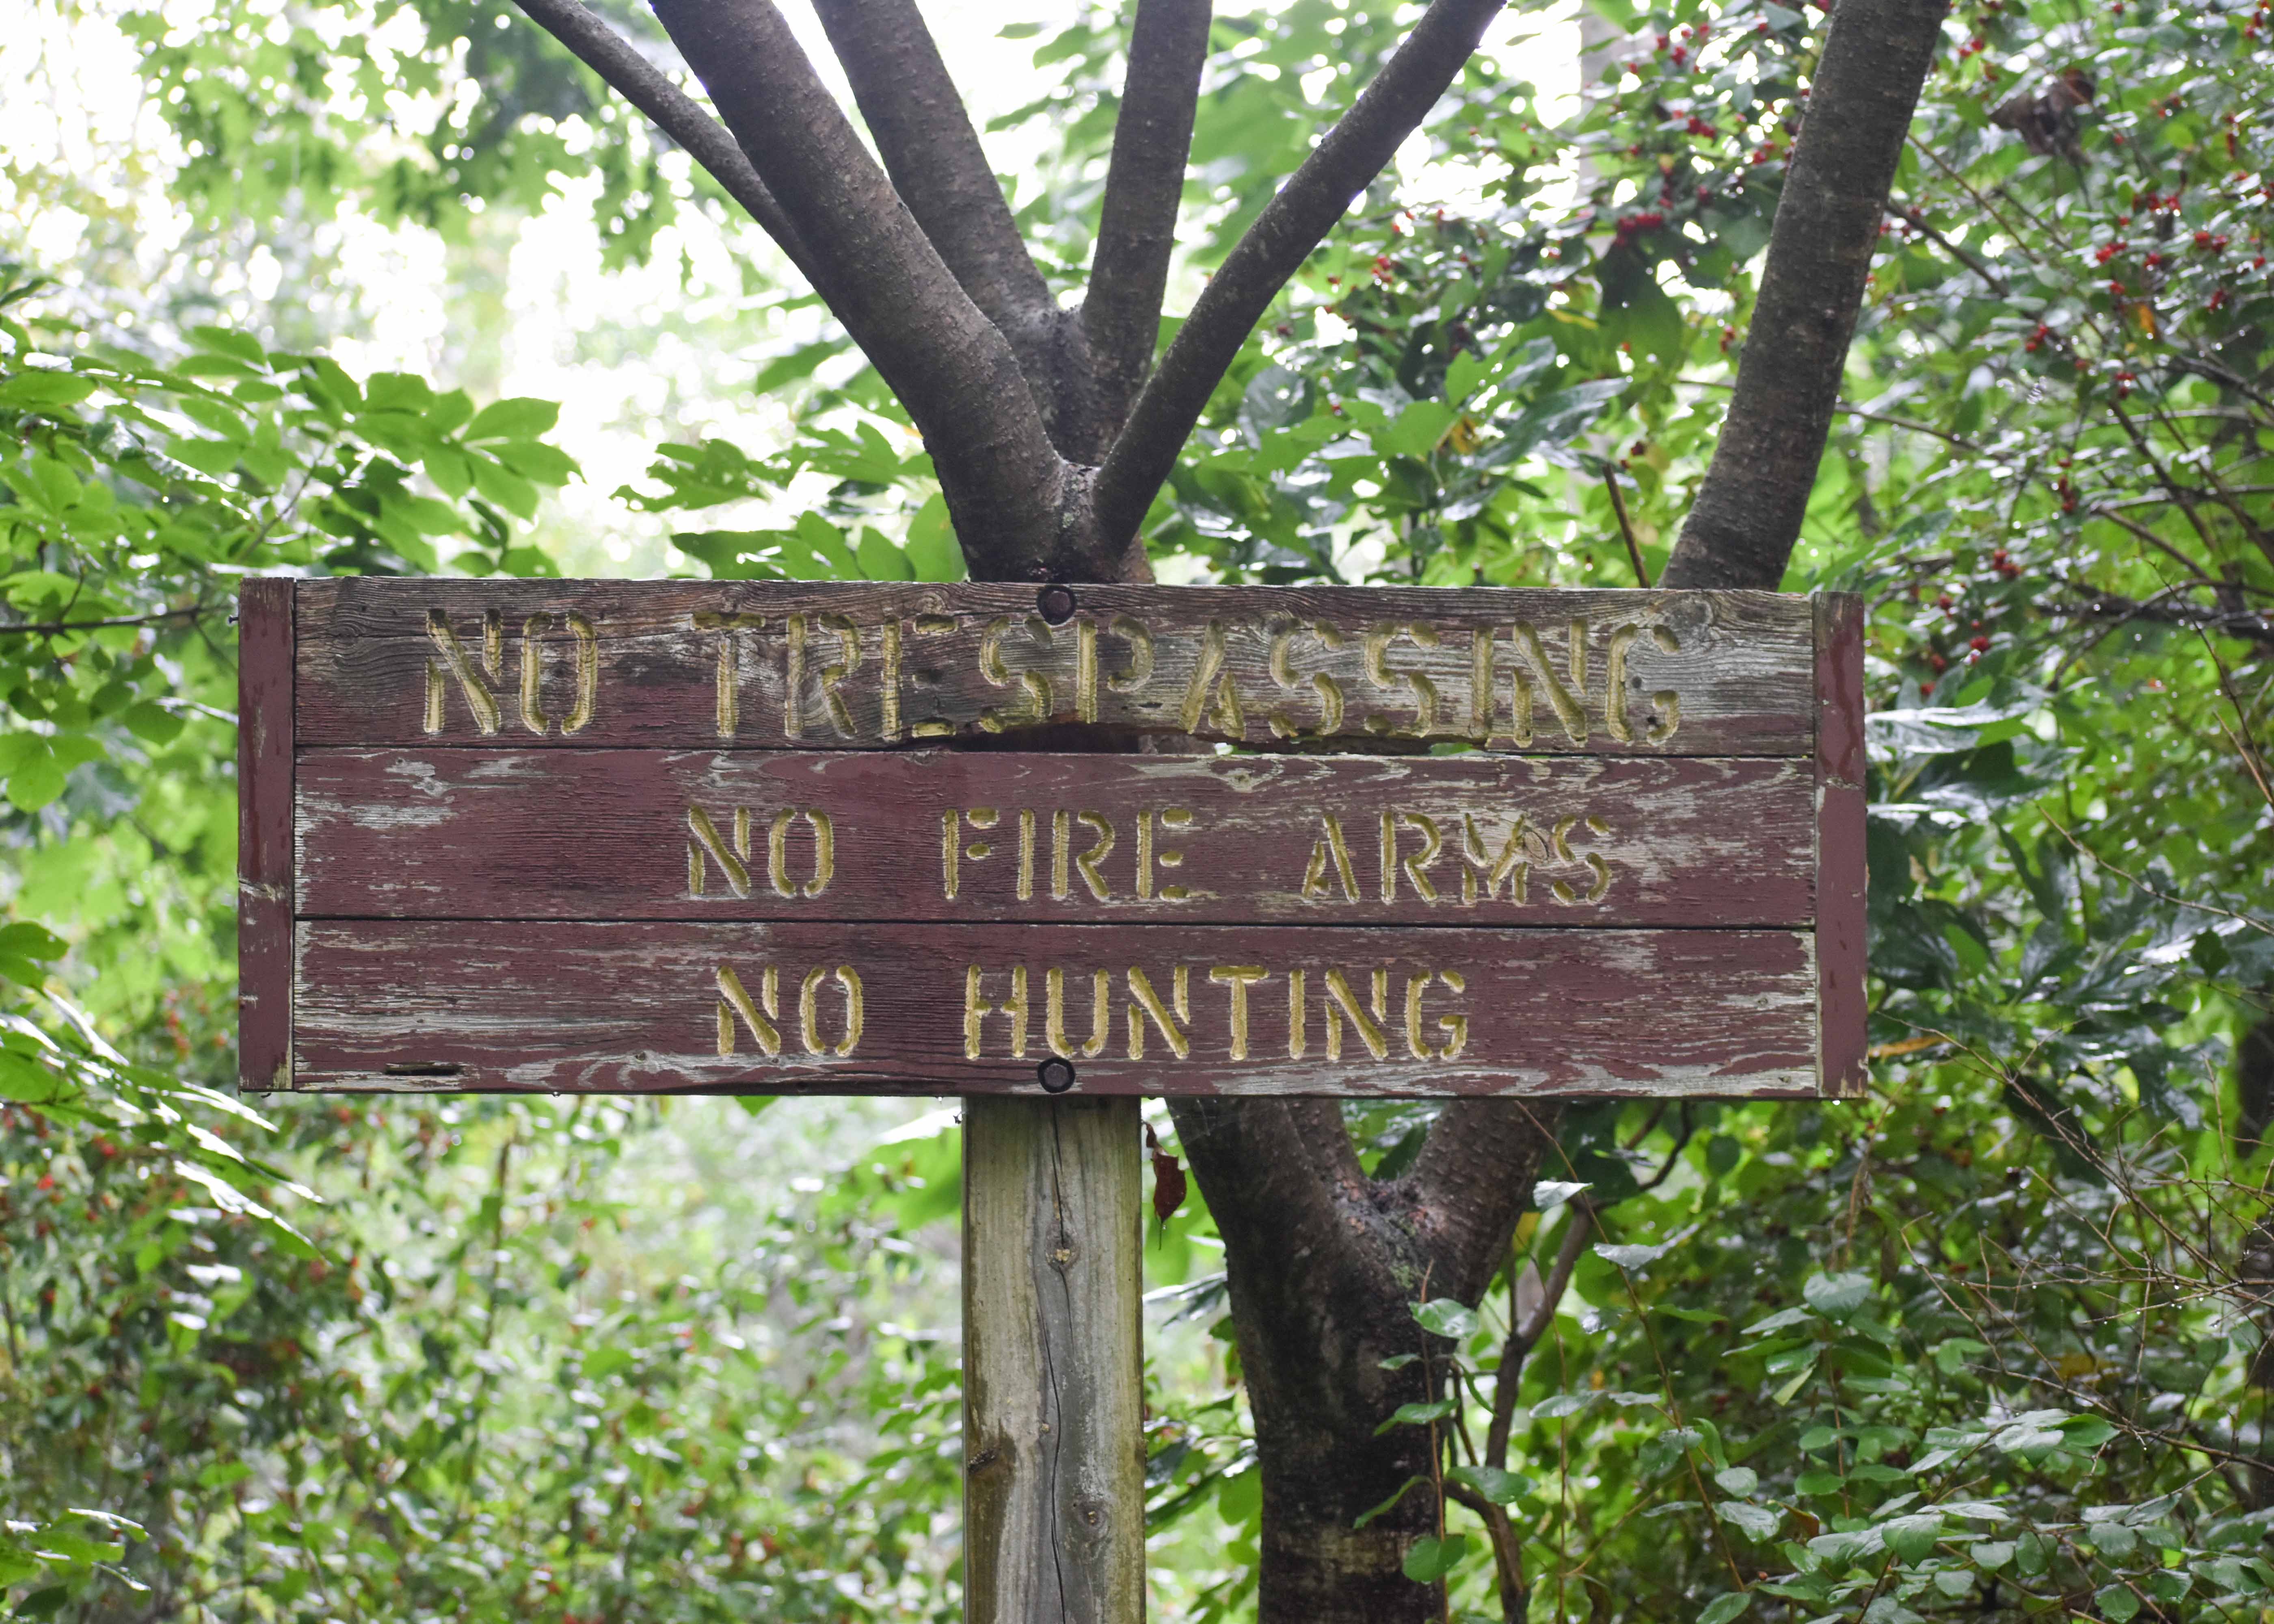 NO TRESPASSING
NO FIRE ARMS
NO HUNTING